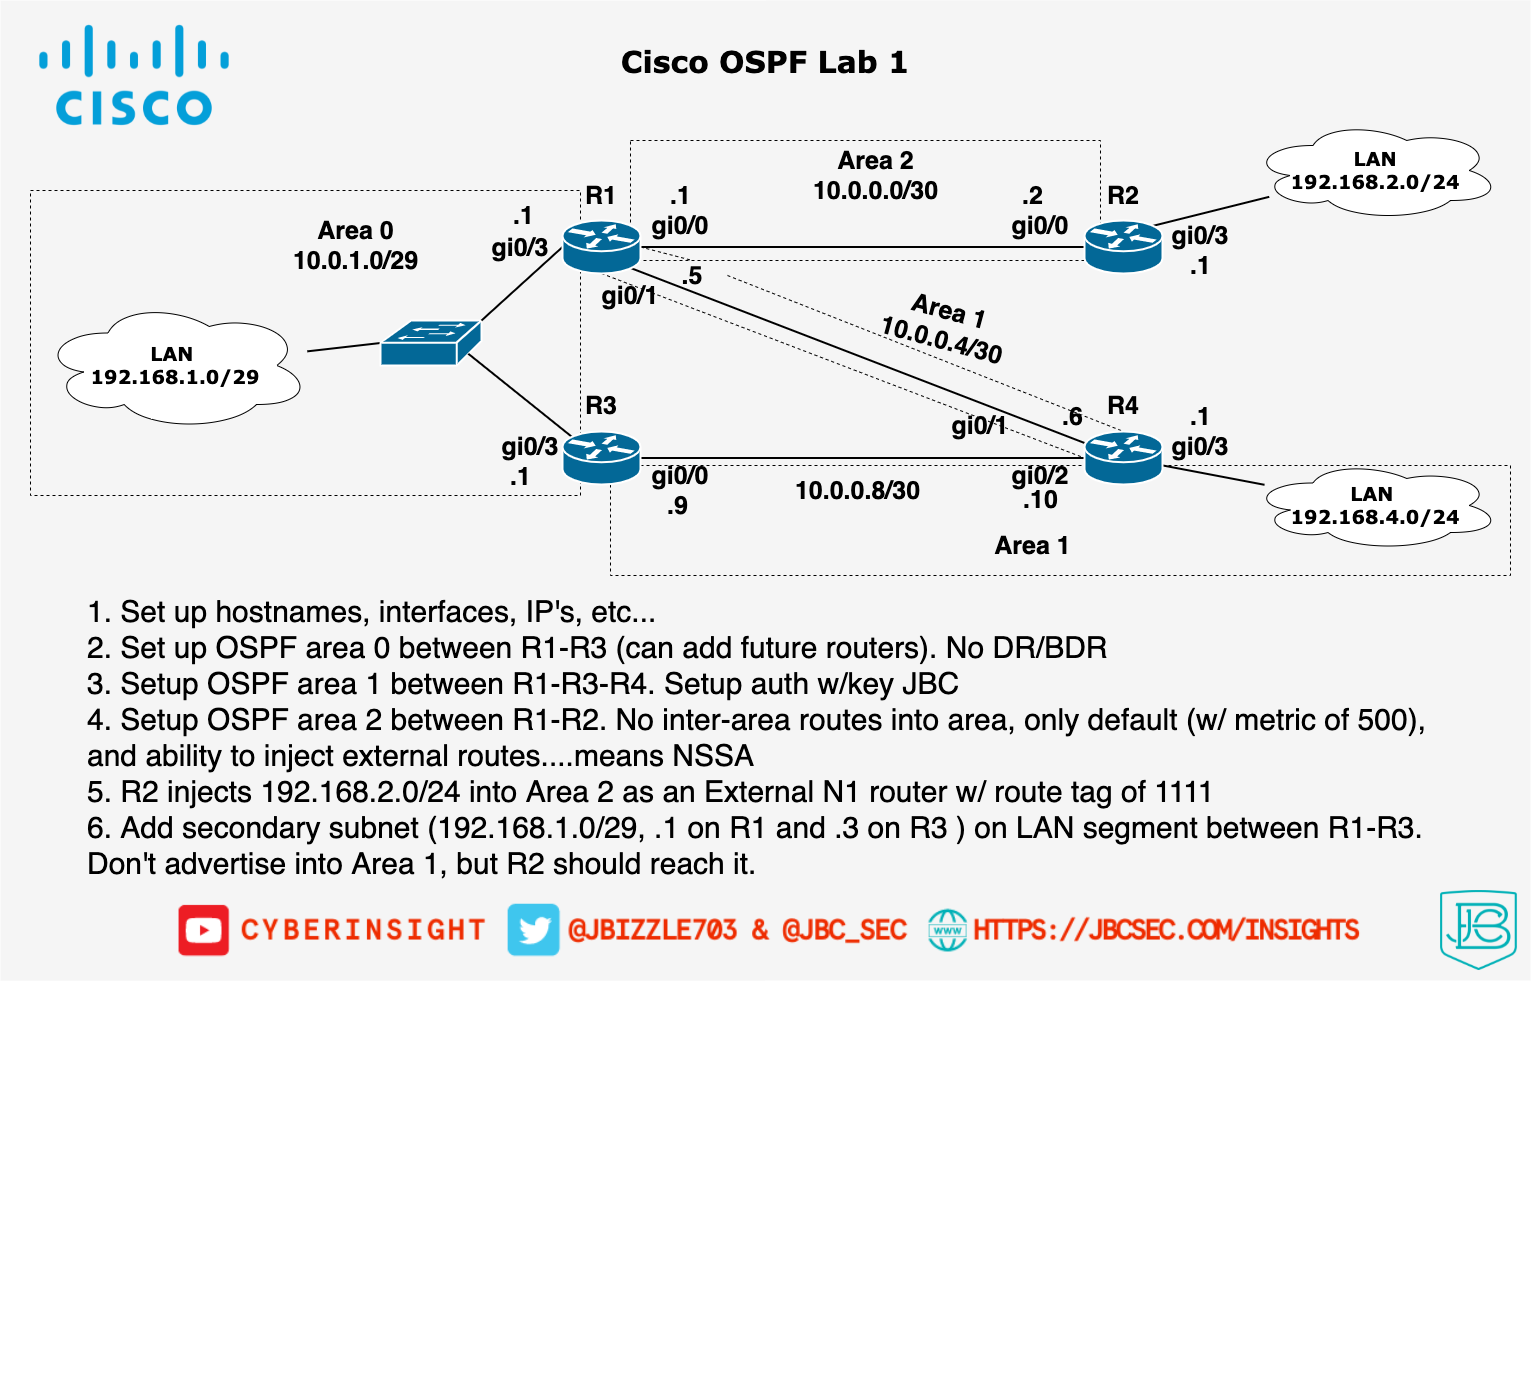 CISCO
Cisco OSPF Lab 1
Area 2
10.0.0.0/30
LAN
192.168.2.0/24
R1
.1
gi0/0
.2
gi0/0
R2
gi0/3
.1
.1
gi0/3
Area 0
10.0.1.0/29
.5
gi0/1
Area 1
10.0.0.4/30
LAN
192.168.1.0/29
R3
gi0/3
.1
gi0/0
.9
10.0.0.8/30
gi0/1
.6
R4
.1
gi0/3
gi0/2
.10
LAN
192.168.4.0/24
Area 1
1. Set up hostnames, interfaces, IP's, etc...
2. Set up OSPF area 0 between R1-R3 (can add future routers). No DR/BDR
3. Setup OSPF area 1 between R1-R3-R4. Setup auth w/key JBC
4. Setup OSPF area 2 between R1-R2. No inter-area routes into area, only default (w/ metric of 500),
and ability to inject external routes....means NSSA
5. R2 injects 192.168.2.0/24 into Area 2 as an External N1 router w/ route tag of 1111
6. Add secondary subnet (192.168.1.0/29, .1 on R1 and .3 on R3 ) on LAN segment between R1-R3.
Don't advertise into Area 1, but R2 should reach it.
CYBERINSIGHT
@JBIZZLE703 & @JBC_SEC
WWW
HTTPS://JBCSEC.COM/INSIGHTS
JBC